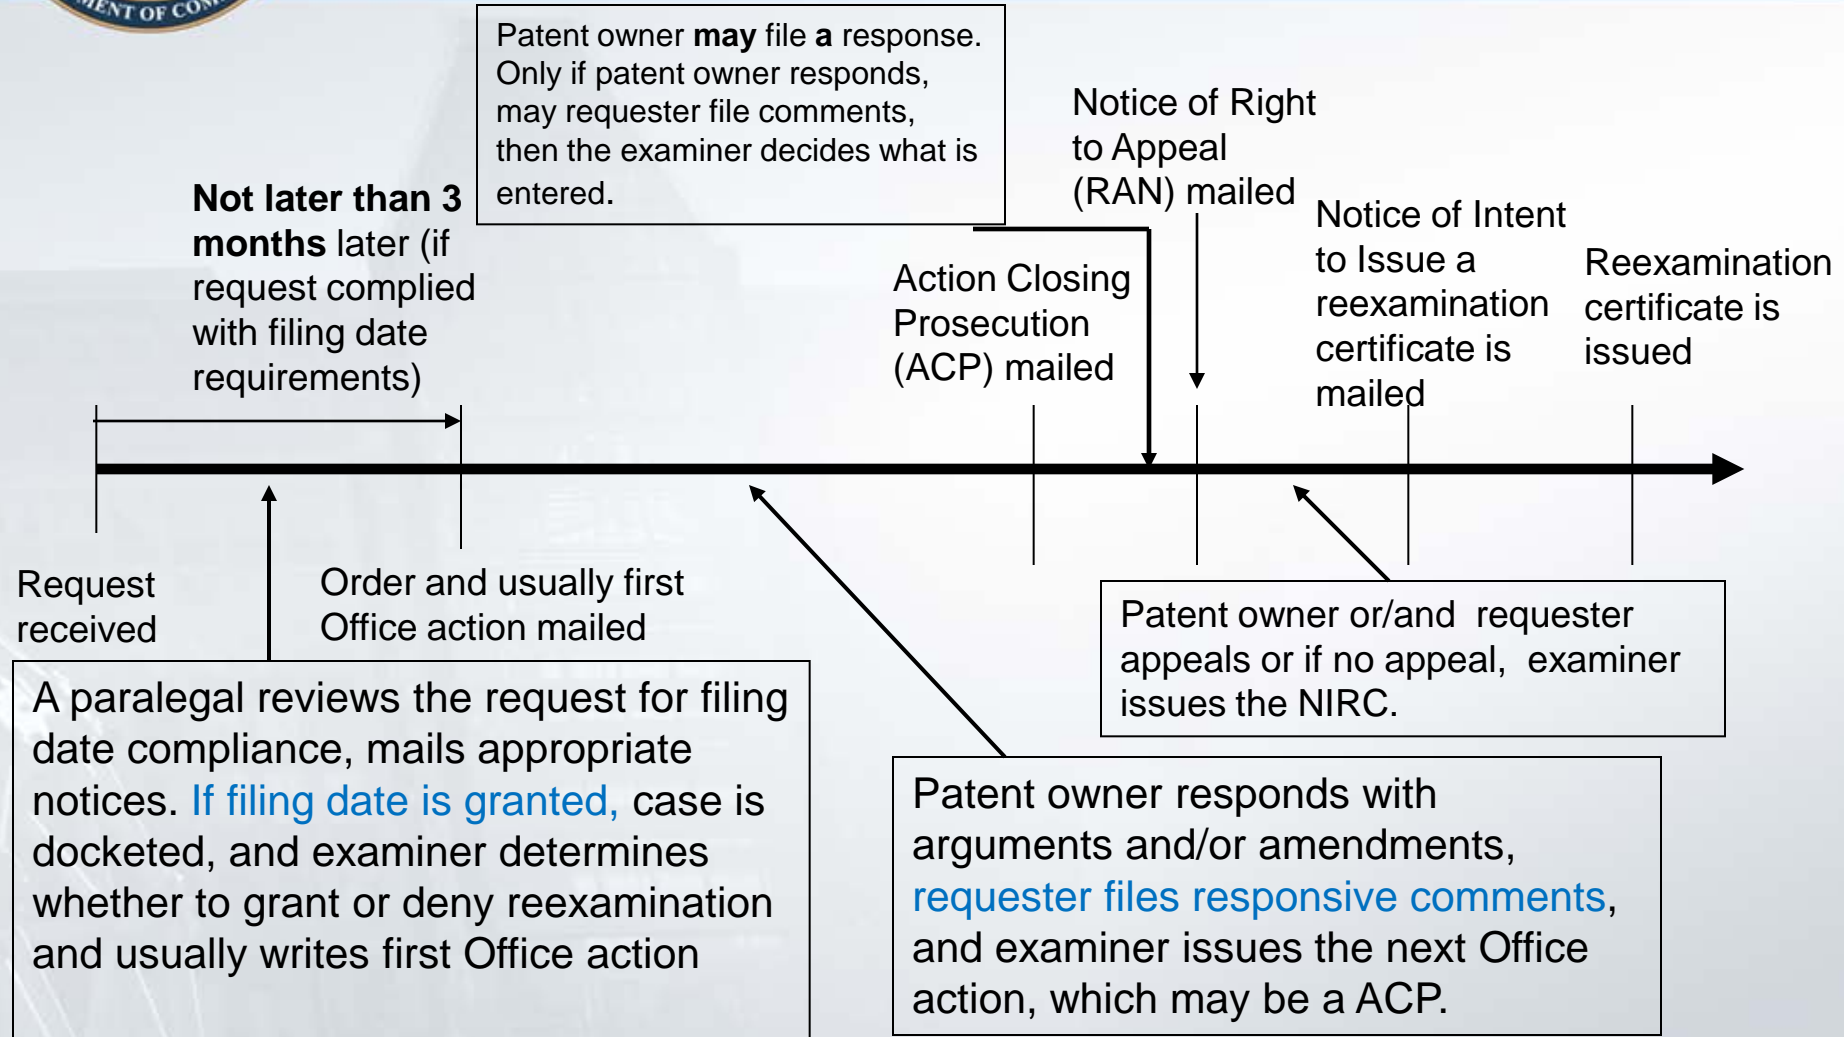 MENT OF COM
Patent owner may file a response.
Only if patent owner responds,
may requester file comments,
then the examiner decides what is
entered.
Not later than 3
months later (if
request complied
with filing date
requirements)
Action Closing
Prosecution
(ACP) mailed
Notice of Right
to Appeal
(RAN) mailed
Notice of Intent
to Issue a
reexamination
certificate is
mailed
Reexamination
certificate is
issued
Request
received
Order and usually first
Office action mailed
A paralegal reviews the request for filing
date compliance, mails appropriate
notices. If filing date is granted, case is
docketed, and examiner determines
whether to grant or deny reexamination
and usually writes first Office action
Patent owner responds with
arguments and/or amendments,
requester files responsive comments,
and examiner issues the next Office
action, which may be a ACP.
Patent owner or/and  requester
appeals or if no appeal,  examiner
issues the NIRC.